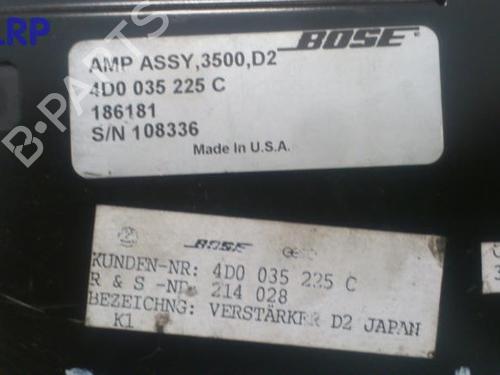 LRP
BOSE
AMP ASSY,3500,D2
4D0 035 225 C
186181
S/N 108336
Made In U.S.A.
B-PARTS
BOSE
KUNDEN-NR: 4D0 035 225 C
R & S -NR: 214 028
BEZEICHNG: VERSTÄRKER D2 JAPAN
K1